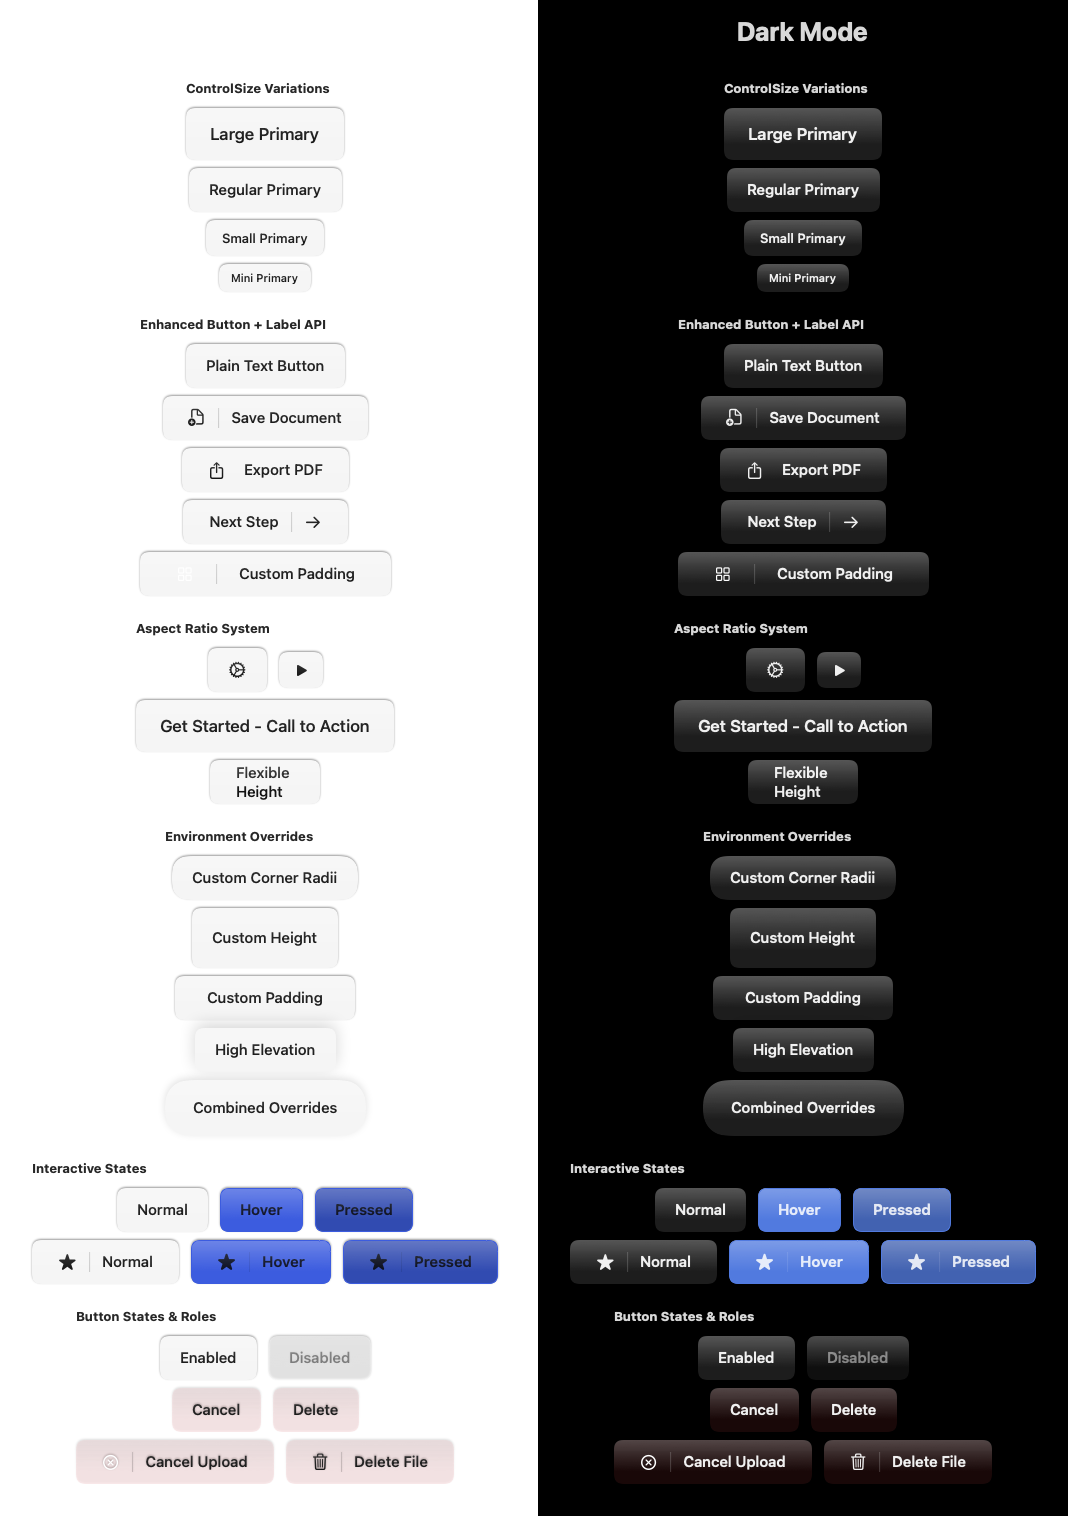 ControlSize Variations
Large Primary
Regular Primary
Small Primary
Mini Primary
Enhanced Button + Label API
Plain Text Button
Save Document
Export PDF
Next Step
Custom Padding
Aspect Ratio System
Get Started - Call to Action
Flexible
Height
Environment Overrides
Custom Corner Radii
Custom Height
Custom Padding
High Elevation
Combined Overrides
Interactive States
Normal Hover Pressed
Normal Hover Pressed
Button States & Roles
Enabled Disabled
Cancel Delete
Cancel Upload Delete File
Dark Mode
ControlSize Variations
Large Primary
Regular Primary
Small Primary
Mini Primary
Enhanced Button + Label API
Plain Text Button
Save Document
Export PDF
Next Step
Custom Padding
Aspect Ratio System
Get Started - Call to Action
Flexible
Height
Environment Overrides
Custom Corner Radii
Custom Height
Custom Padding
High Elevation
Combined Overrides
Interactive States
Normal Hover Pressed
Normal Hover Pressed
Button States & Roles
Enabled Disabled
Cancel Delete
Cancel Upload Delete File